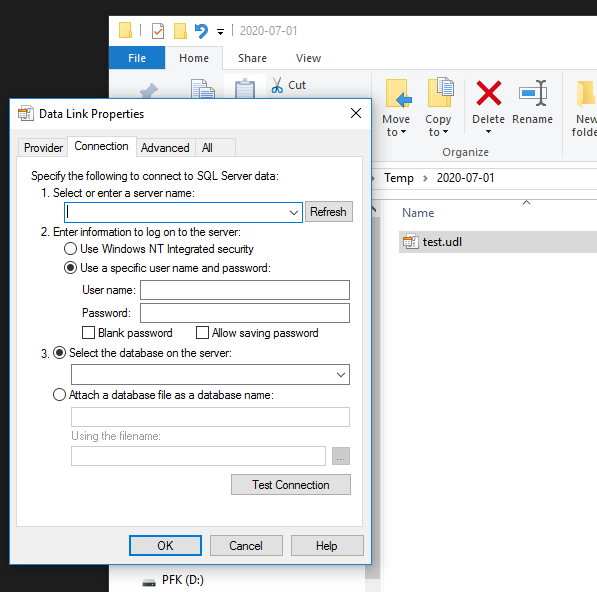 2020-07-01
File Home Share View
Cut
Move to Copy to Delete Rename New folde
Organize
Temp > 2020-07-01
Name
test.udl
Data Link Properties
Provider Connection Advanced All
Specify the following to connect to SQL Server data:
1. Select or enter a server name:
Refresh
2. Enter information to log on to the server:
Use Windows NT Integrated security
Use a specific user name and password:
User name:
Password:
Blank password Allow saving password
3. Select the database on the server:
Attach a database file as a database name:
Using the filename:
...
Test Connection
OK Cancel Help
PFK (D:)